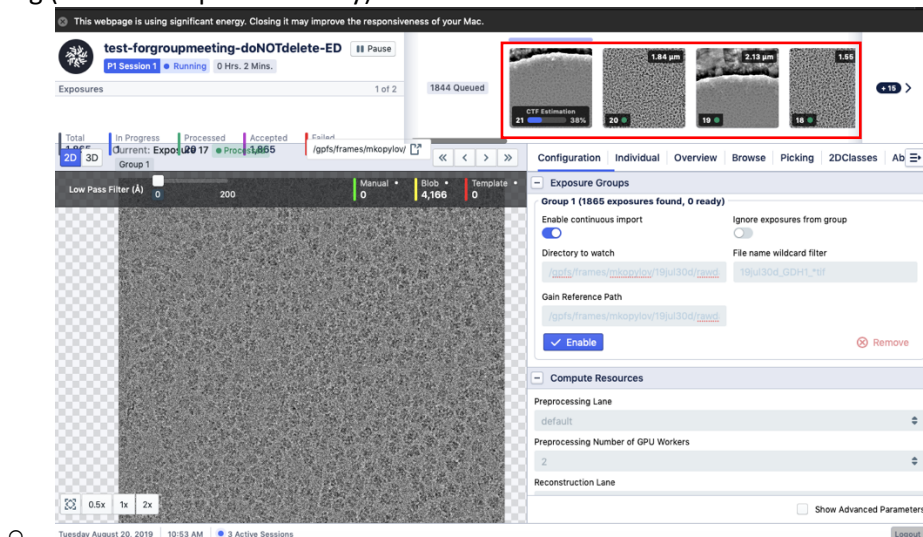 This webpage is using significant energy. Closing it may improve the responsiveness of your Mac.
test-forgroupmeeting-doNOTdelete-ED Pause
P1 Session 1 Running 0 Hrs. 2 Mins.
Exposures 1 of 2
1844 Queued
CTF Estimation
21 38%
1.84 µm
20
2.13 µm
19
1.55
18
+ 15
Total In Progress Processed Accepted Failed
2D 3D Current: Exposure 17 1,865 /gpfs/frames/mkopylov/
Group 1
Low Pass Filter (Å) 0 200
Manual 0
Blob 4,166
Template 0
0.5x 1x 2x
Configuration Individual Overview Browse Picking 2DClasses Ab
Exposure Groups
Group 1 (1865 exposures found, 0 ready)
Enable continuous import Ignore exposures from group
Directory to watch File name wildcard filter
/gpfs/frames/mkopylov/19jul30d/rawd 19jul30d_GDH1_*tif
Gain Reference Path
/gpfs/frames/mkopylov/19jul30d/rawd
Enable Remove
Compute Resources
Preprocessing Lane
default
Preprocessing Number of GPU Workers
2
Reconstruction Lane
Show Advanced Parameters
Tuesday August 20, 2019 10:53 AM 3 Active Sessions Logout